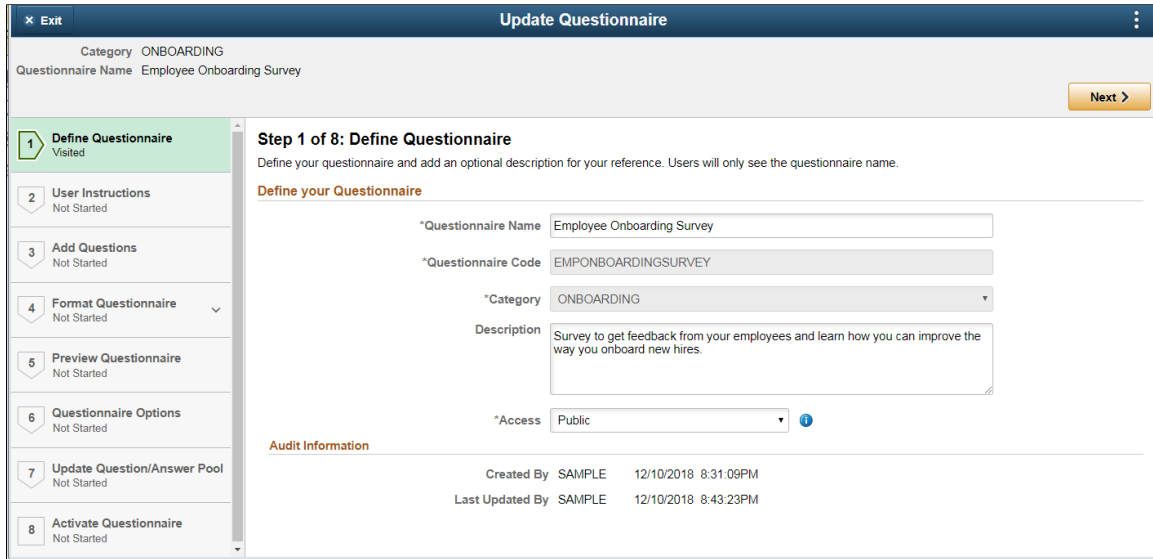 × Exit
Update Questionnaire
Category ONBOARDING
Questionnaire Name Employee Onboarding Survey
Next >
1 Define Questionnaire
Visited
2 User Instructions
Not Started
3 Add Questions
Not Started
4 Format Questionnaire
Not Started
5 Preview Questionnaire
Not Started
6 Questionnaire Options
Not Started
7 Update Question/Answer Pool
Not Started
8 Activate Questionnaire
Not Started
Step 1 of 8: Define Questionnaire
Define your questionnaire and add an optional description for your reference. Users will only see the questionnaire name.
Define your Questionnaire
*Questionnaire Name Employee Onboarding Survey
*Questionnaire Code EMPONBOARDINGSURVEY
*Category ONBOARDING
Description Survey to get feedback from your employees and learn how you can improve the
way you onboard new hires.
*Access Public
Audit Information
Created By SAMPLE 12/10/2018 8:31:09PM
Last Updated By SAMPLE 12/10/2018 8:43:23PM